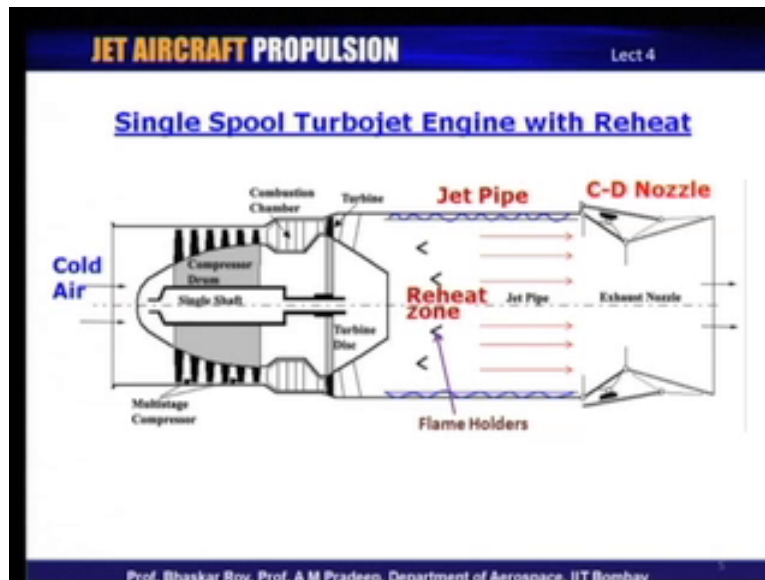 JET AIRCRAFT PROPULSION
Lect 4
Single Spool Turbojet Engine with Reheat
Combustion
Chamber
Turbine
Jet Pipe
C-D Nozzle
Cold
Air
Compressor
Drum
Single Shaft
Reheat
zone
Jet Pipe
Exhaust Nozzle
Turbine
Disc
Multistage
Compressor
Flame Holders
Prof. Bhaskar Roy, Prof. A M Pradeep, Department of Aerospace, IIT Bombay
5